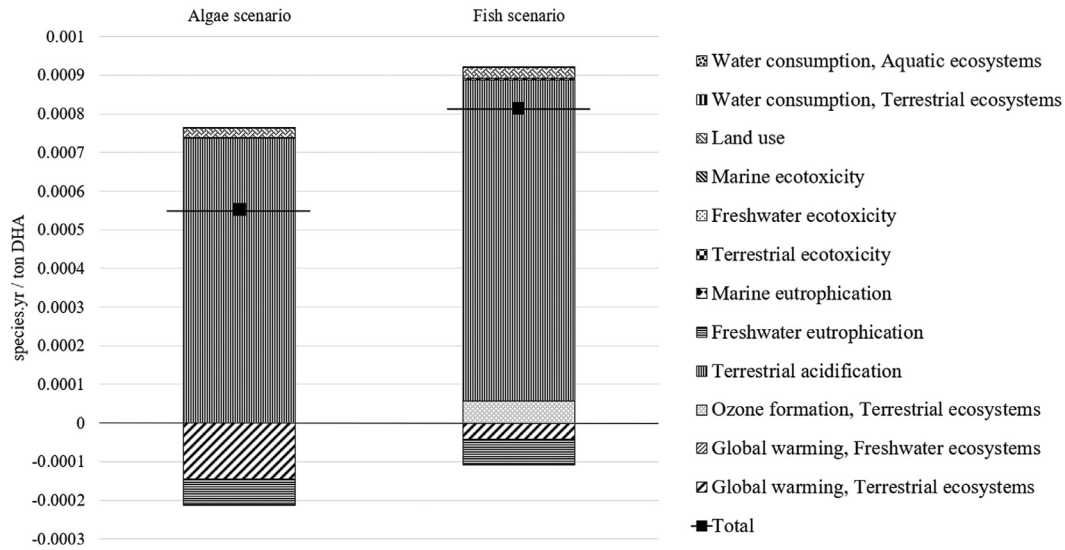 Algae scenario
Fish scenario
0.001
0.0009
0.0008
0.0007
0.0006
0.0005
0.0004
0.0003
0.0002
0.0001
0
-0.0001
-0.0002
-0.0003
species.yr / ton DHA
Water consumption, Aquatic ecosystems
Water consumption, Terrestrial ecosystems
Land use
Marine ecotoxicity
Freshwater ecotoxicity
Terrestrial ecotoxicity
Marine eutrophication
Freshwater eutrophication
Terrestrial acidification
Ozone formation, Terrestrial ecosystems
Global warming, Freshwater ecosystems
Global warming, Terrestrial ecosystems
Total